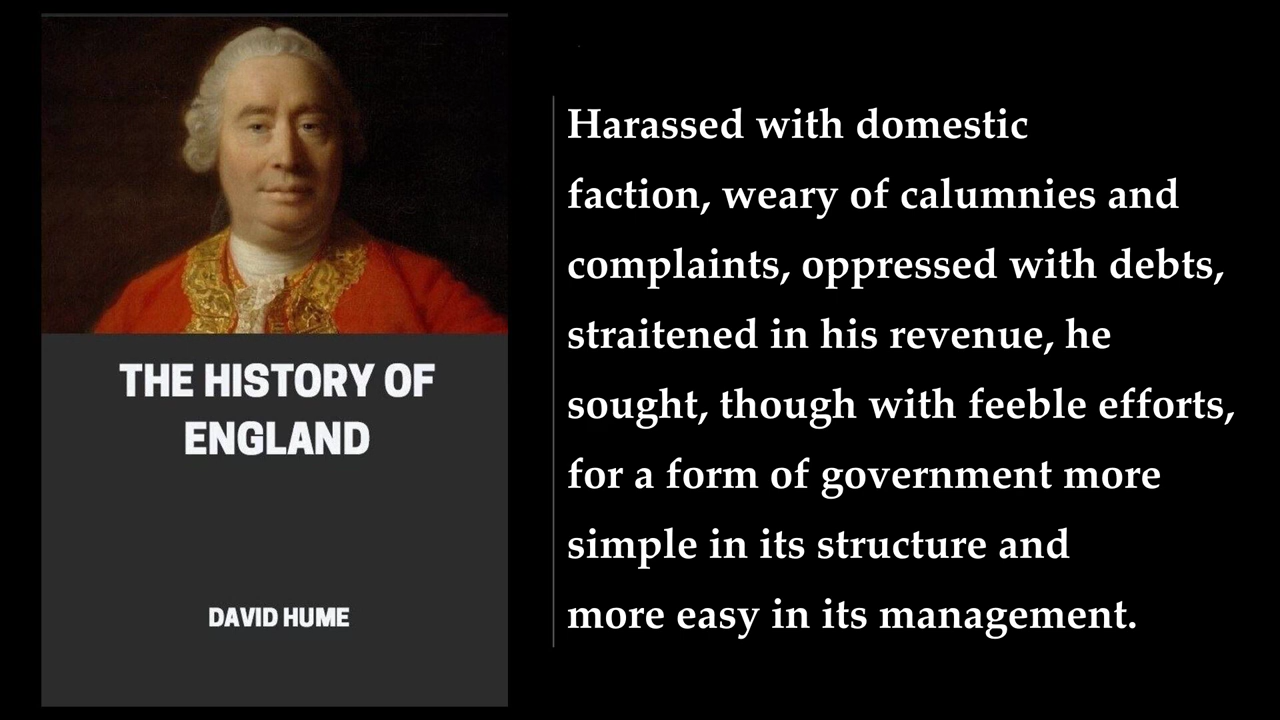 THE HISTORY OF
ENGLAND
DAVID HUME
Harassed with domestic
faction, weary of calumnies and
complaints, oppressed with debts,
straitened in his revenue, he
sought, though with feeble efforts,
for a form of government more
simple in its structure and
more easy in its management.